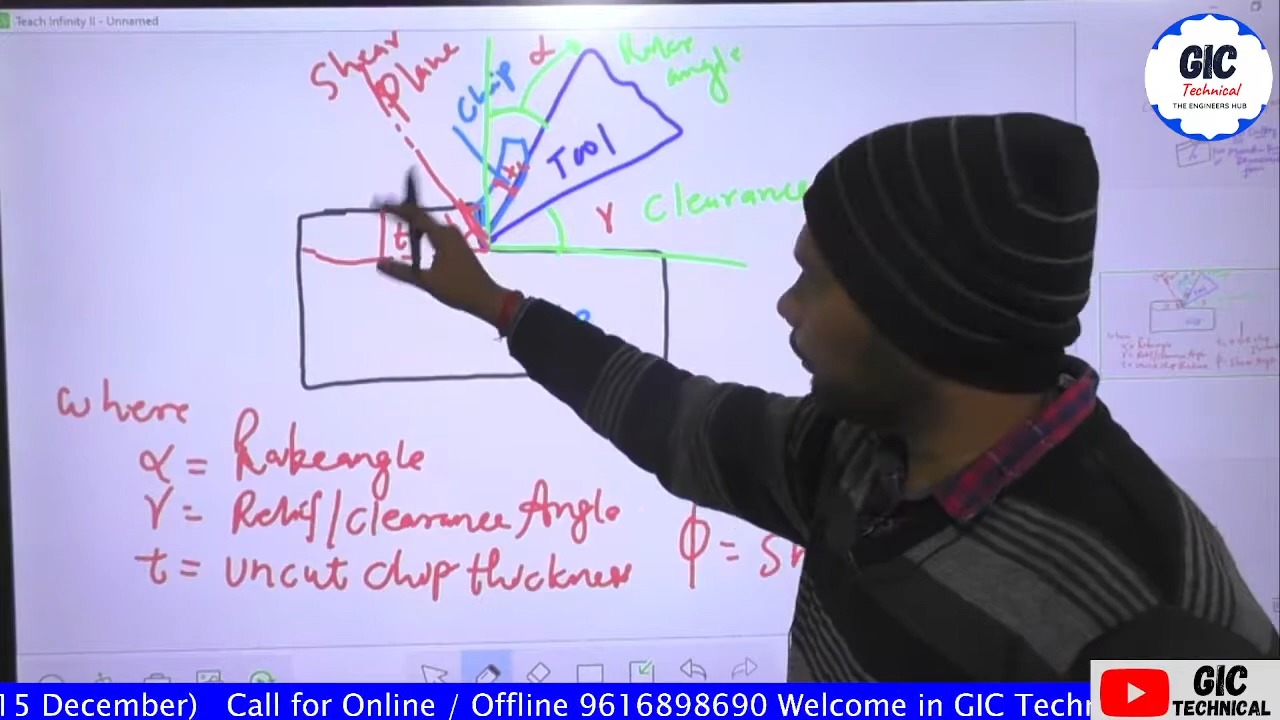 Teach Infinity II - Unnamed
GIC
Technical
THE ENGINEERS HUB
Shear
Plane
Chip
α
Rake
angle
Tool
Clearance
γ
t
where
α = Rakeangle
γ = Relief/clearance Angle
t = uncut chip thickness
φ = Sh
15 December) Call for Online / Offline 9616898690 Welcome in GIC Techn
GIC
TECHNICAL